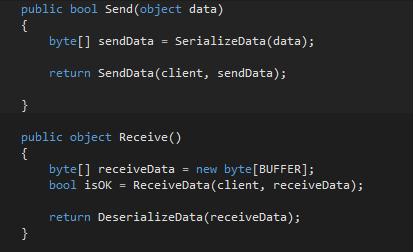 public bool Send(object data)
{
byte[] sendData = SerializeData(data);
return SendData(client, sendData);
}
public object Receive()
{
byte[] receiveData = new byte[BUFFER];
bool isOK = ReceiveData(client, receiveData);
return DeserializeData(receiveData);
}